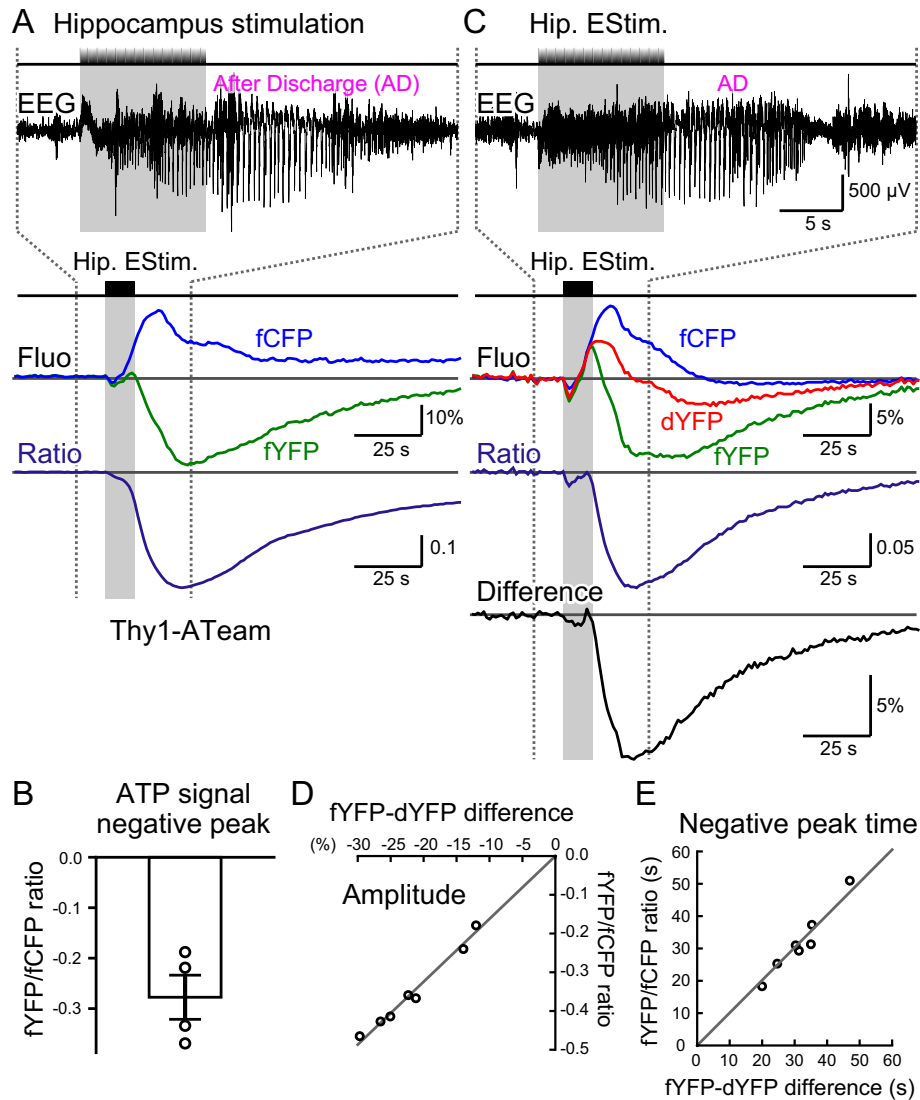 A Hippocampus stimulation
EEG
After Discharge (AD)
Hip. EStim.
Fluo
fCFP
fYFP
10%
25 s
Ratio
0.1
25 s
Thy1-ATeam
C Hip. EStim.
EEG
AD
500 µV
5 s
Hip. EStim.
Fluo
fCFP
dYFP
fYFP
5%
25 s
Ratio
0.05
25 s
Difference
5%
25 s
B ATP signal
negative peak
fYFP/fCFP ratio
0.0
-0.1
-0.2
-0.3
D fYFP-dYFP difference
(%) -30 -25 -20 -15 -10 -5 0
Amplitude
0.0
-0.1
-0.2
-0.3
-0.4
-0.5
fYFP/fCFP ratio
E Negative peak time
fYFP/fCFP ratio (s)
60
50
40
30
20
10
0
0 10 20 30 40 50 60
fYFP-dYFP difference (s)